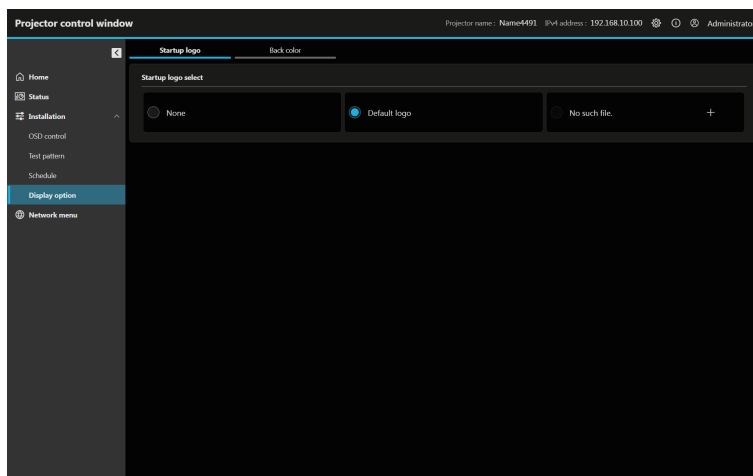 Projector control window
Projector name : Name4491 IPv4 address : 192.168.10.100 Administrato
Startup logo Back color
Home
Status
Installation
OSD control
Test pattern
Schedule
Display option
Network menu
Startup logo select
None Default logo No such file. +